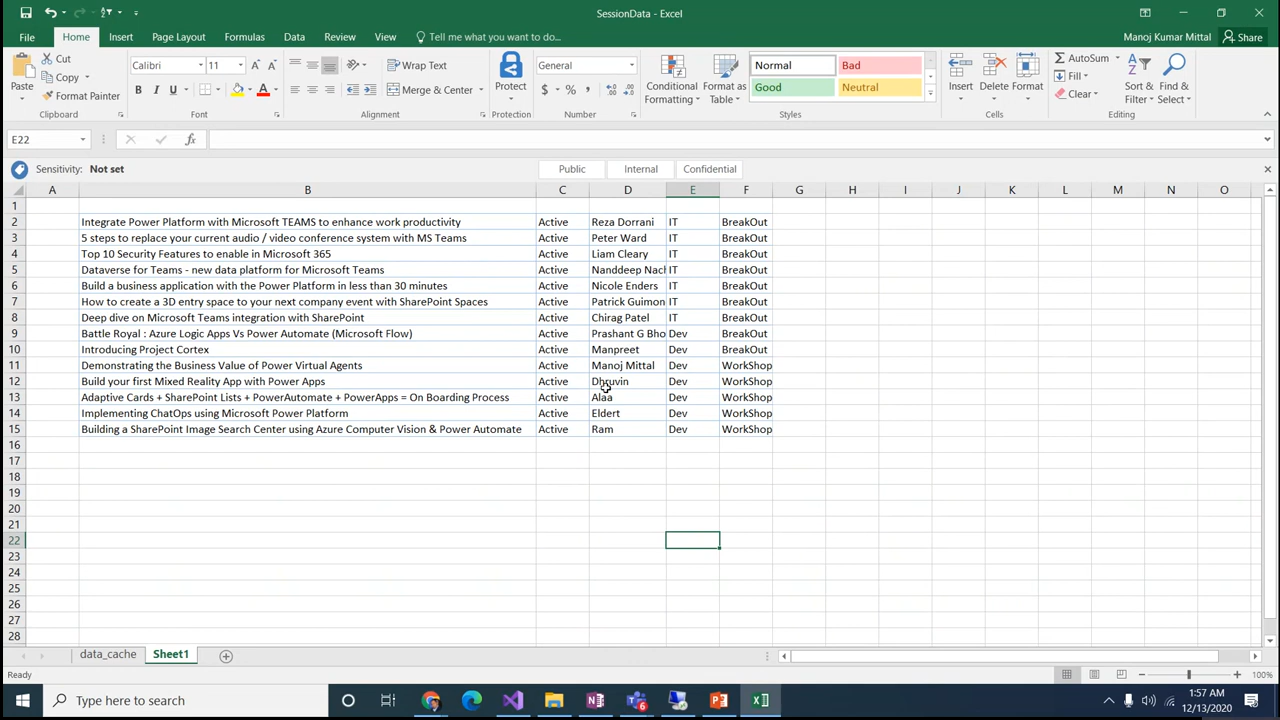 SessionData - Excel
Manoj Kumar Mittal
Share
File Home Insert Page Layout Formulas Data Review View Tell me what you want to do...
Paste
Cut
Copy
Format Painter
Clipboard
Calibri 11
B I U
Font
Wrap Text
Merge & Center
Alignment
Protection
Protection
General
$ % ,
Number
Conditional Formatting
Format as Table
Normal Bad
Good Neutral
Styles
Insert Delete Format
Cells
AutoSum
Fill
Clear
Sort & Filter
Find & Select
Editing
E22 fx
Sensitivity: Not set Public Internal Confidential
A B C D E F G H I J K L M N O
1
2 Integrate Power Platform with Microsoft TEAMS to enhance work productivity Active Reza Dorrani IT BreakOut
3 5 steps to replace your current audio / video conference system with MS Teams Active Peter Ward IT BreakOut
4 Top 10 Security Features to enable in Microsoft 365 Active Liam Cleary IT BreakOut
5 Dataverse for Teams - new data platform for Microsoft Teams Active Nanddeep Nach IT BreakOut
6 Build a business application with the Power Platform in less than 30 minutes Active Nicole Enders IT BreakOut
7 How to create a 3D entry space to your next company event with SharePoint Spaces Active Patrick Guimon IT BreakOut
8 Deep dive on Microsoft Teams integration with SharePoint Active Chirag Patel IT BreakOut
9 Battle Royal : Azure Logic Apps Vs Power Automate (Microsoft Flow) Active Prashant G Bho Dev BreakOut
10 Introducing Project Cortex Active Manpreet Dev BreakOut
11 Demonstrating the Business Value of Power Virtual Agents Active Manoj Mittal Dev WorkShop
12 Build your first Mixed Reality App with Power Apps Active Dhruvin Dev WorkShop
13 Adaptive Cards + SharePoint Lists + PowerAutomate + PowerApps = On Boarding Process Active Alaa Dev WorkShop
14 Implementing ChatOps using Microsoft Power Platform Active Eldert Dev WorkShop
15 Building a SharePoint Image Search Center using Azure Computer Vision & Power Automate Active Ram Dev WorkShop
16
17
18
19
20
21
22
23
24
25
26
27
28
data_cache Sheet1
Ready 100%
Type here to search
1:57 AM
12/13/2020